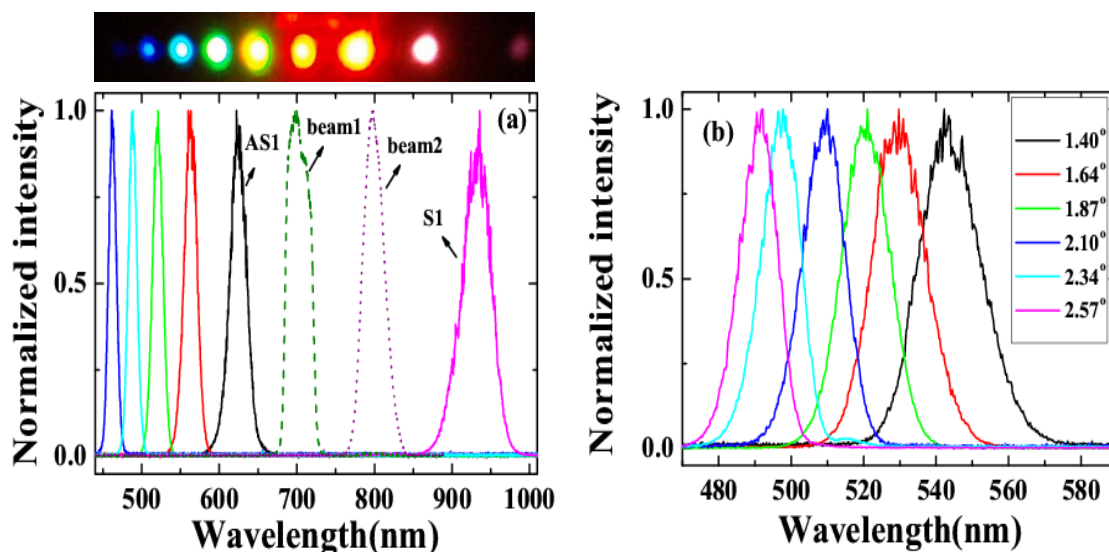 Normalized intensity
1.0
0.5
0.0
(a)
AS1
beam1
beam2
S1
500 600 700 800 900 1000
Wavelength(nm)
Normalized intensity
1.0
0.5
0.0
(b)
1.40°
1.64°
1.87°
2.10°
2.34°
2.57°
480 500 520 540 560 580
Wavelength(nm)